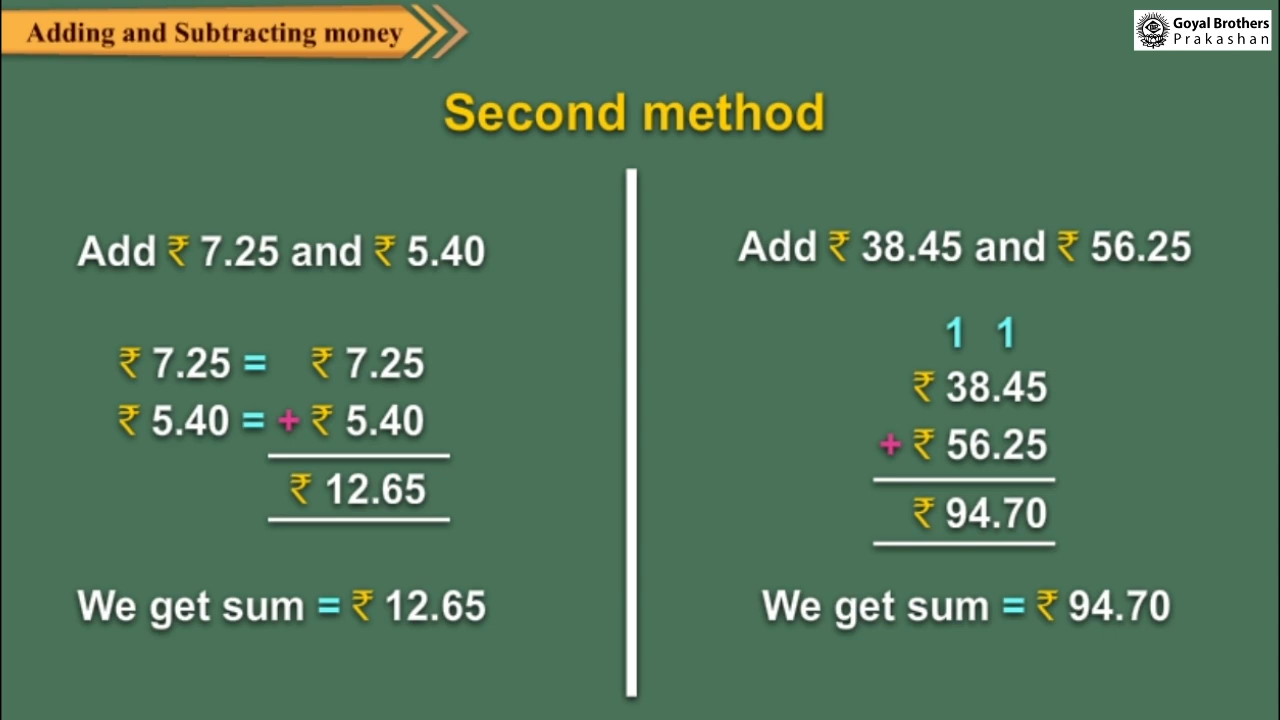 Adding and Subtracting money
Goyal Brothers
Prakashan
Second method
Add ₹ 7.25 and ₹ 5.40
₹ 7.25 = ₹ 7.25
₹ 5.40 = + ₹ 5.40
₹ 12.65
We get sum = ₹ 12.65
Add ₹ 38.45 and ₹ 56.25
1 1
₹ 38.45
+ ₹ 56.25
₹ 94.70
We get sum = ₹ 94.70